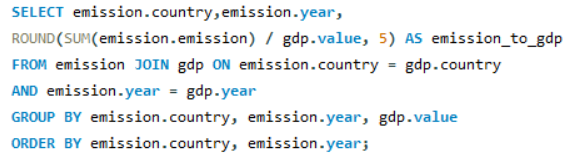 SELECT emission.country,emission.year,
ROUND(SUM(emission.emission) / gdp.value, 5) AS emission_to_gdp
FROM emission JOIN gdp ON emission.country = gdp.country
AND emission.year = gdp.year
GROUP BY emission.country, emission.year, gdp.value
ORDER BY emission.country, emission.year;